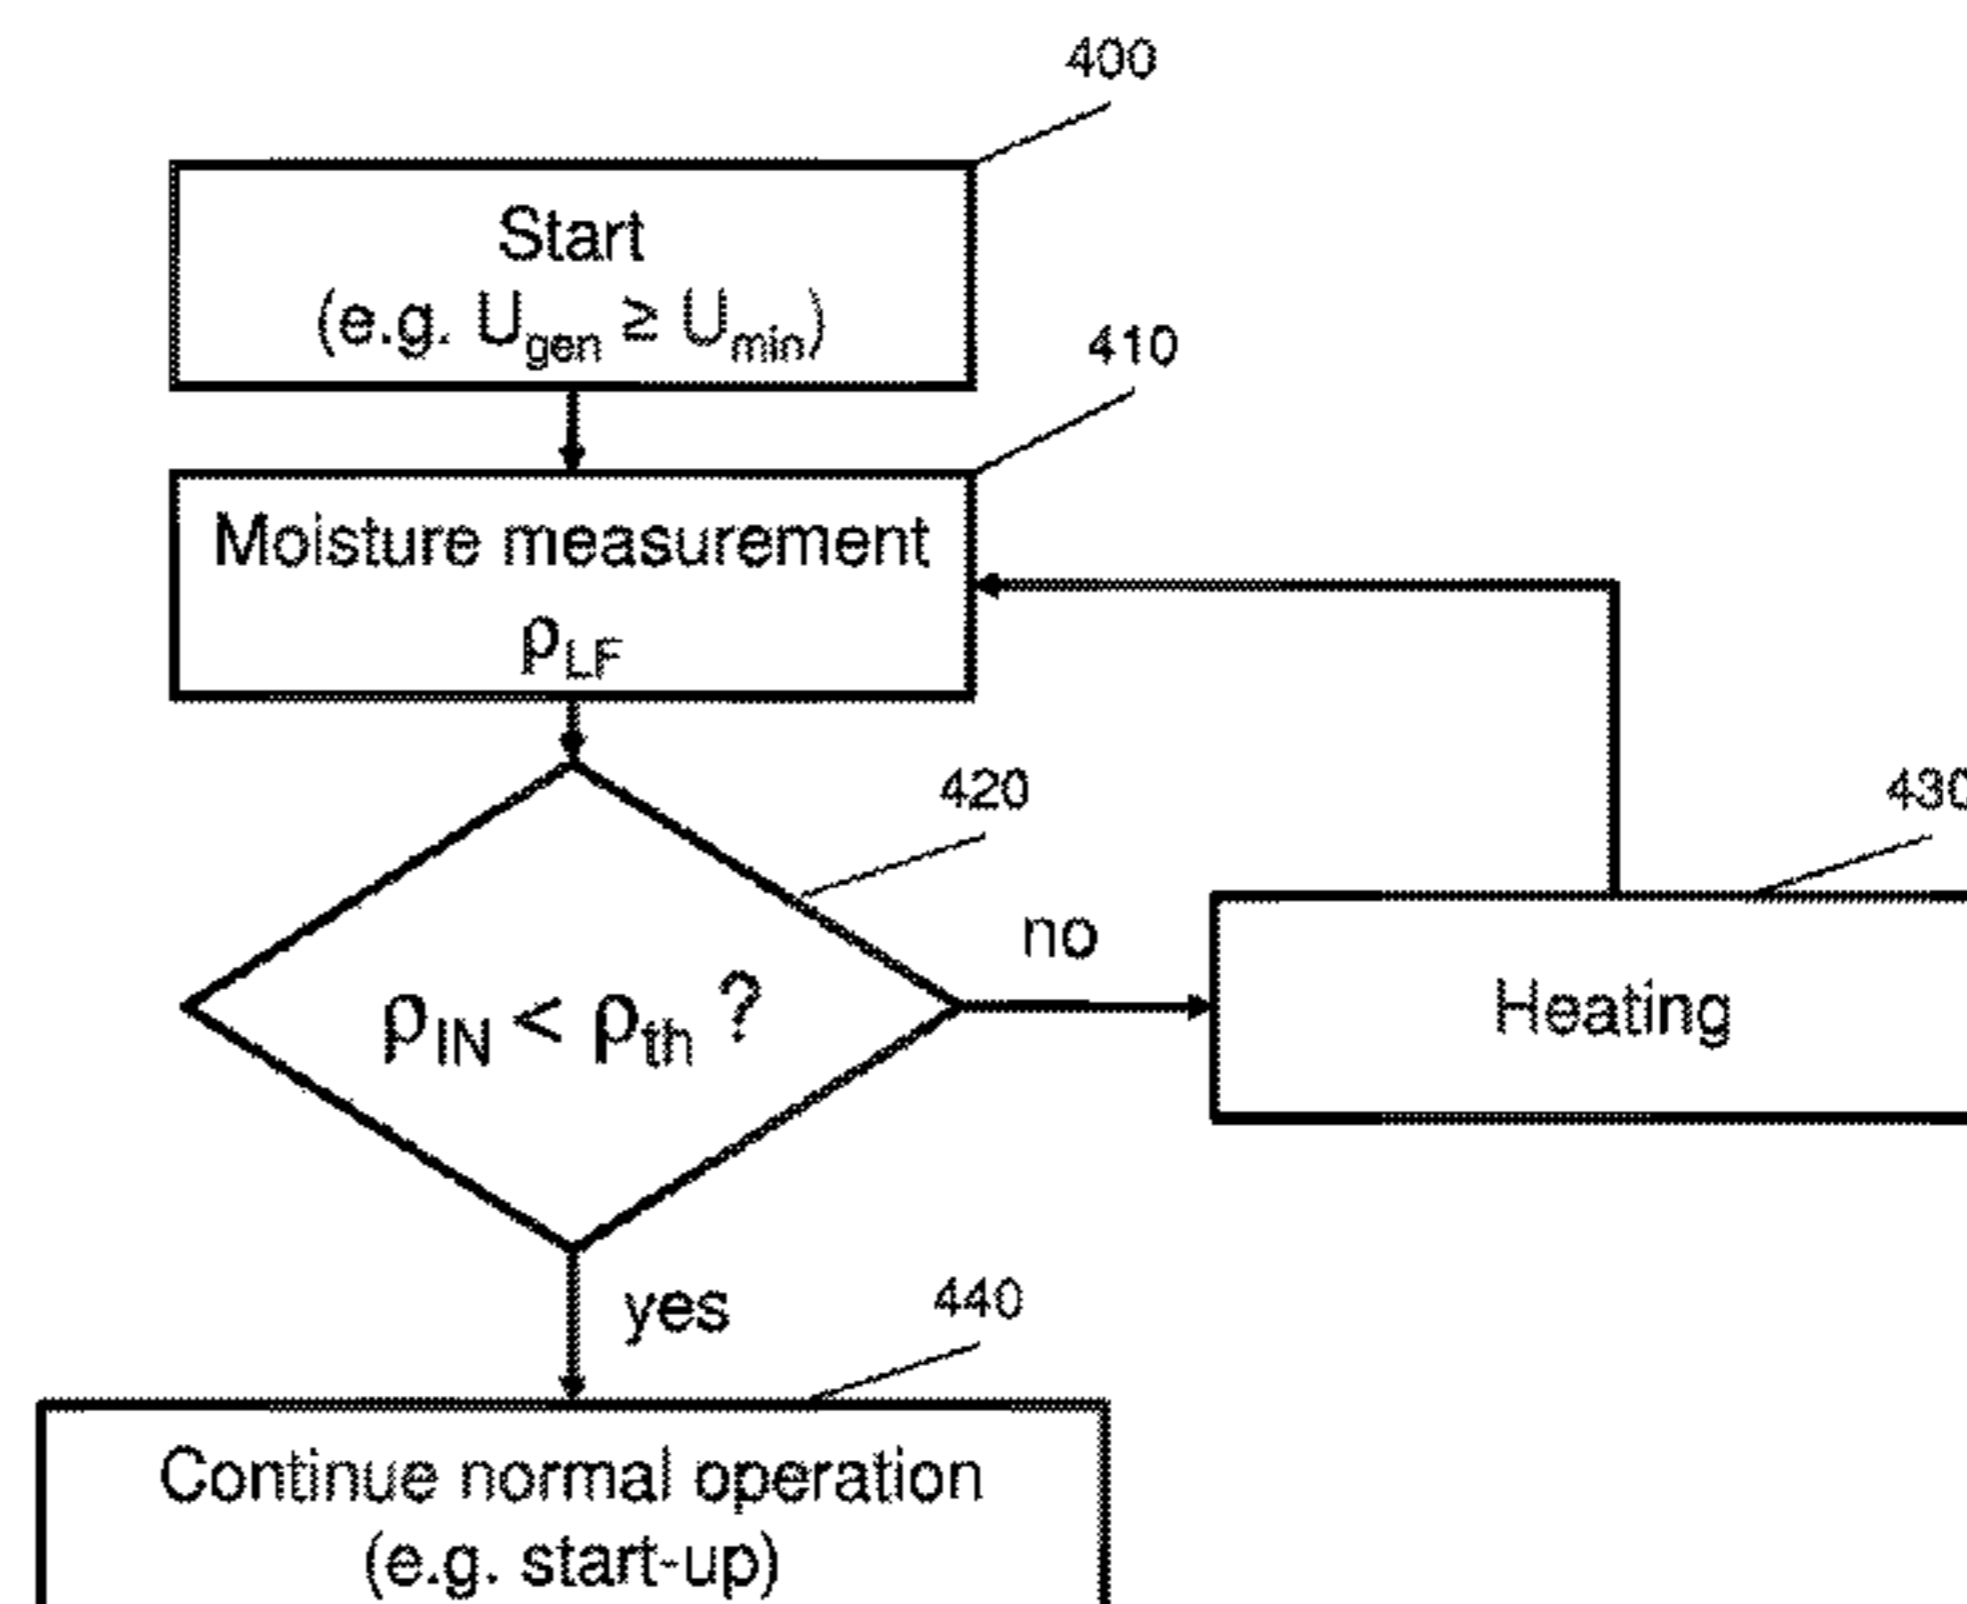 400
Start
(e.g. Ugen ≥ Umin)
410
Moisture measurement
ρLF
420
430
no
ρIN < ρth ?
Heating
yes
440
Continue normal operation
(e.g. start-up)